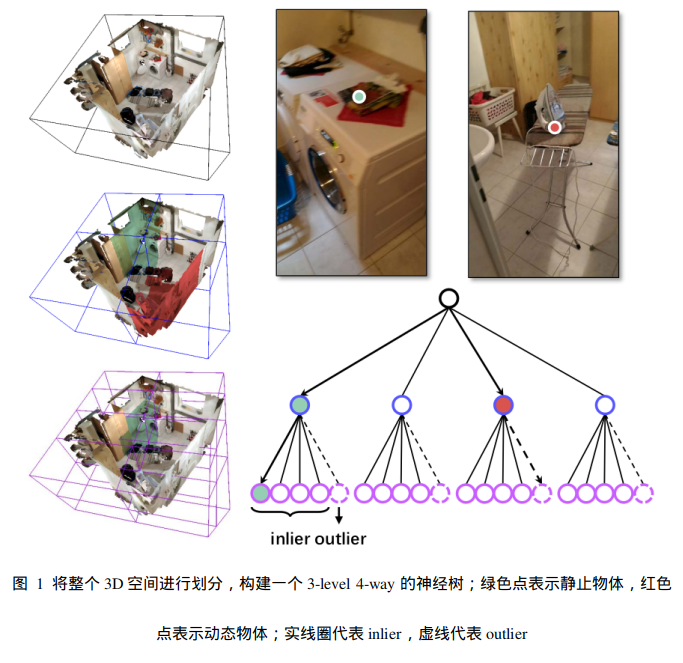 inlier outlier
图 1 将整个 3D 空间进行划分，构建一个 3-level 4-way 的神经树；绿色点表示静止物体，红色
点表示动态物体；实线圈代表 inlier，虚线代表 outlier